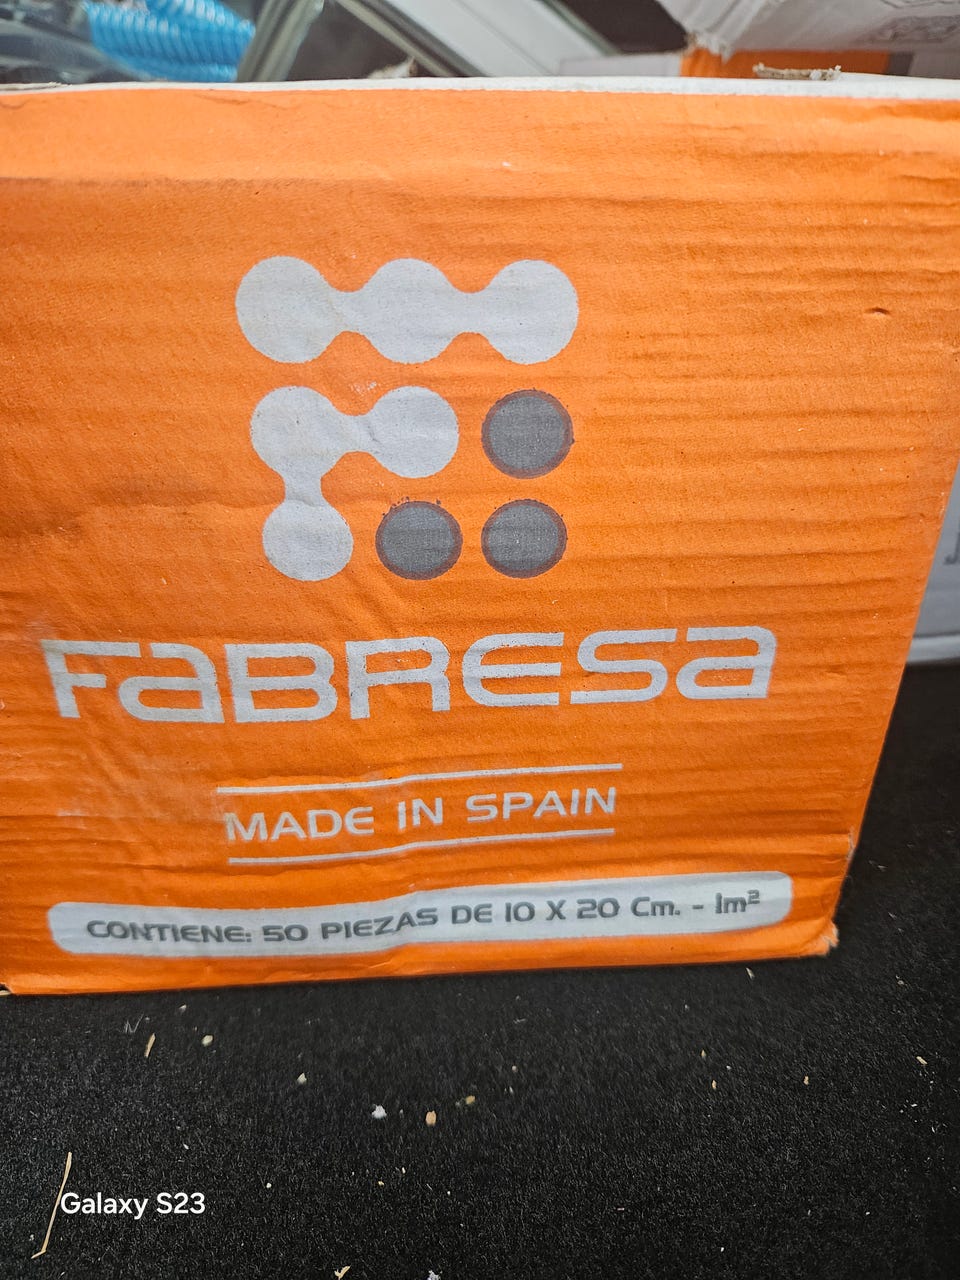 FABRESA
MADE IN SPAIN
CONTIENE: 50 PIEZAS DE 10 X 20 Cm. - 1m²
Galaxy S23